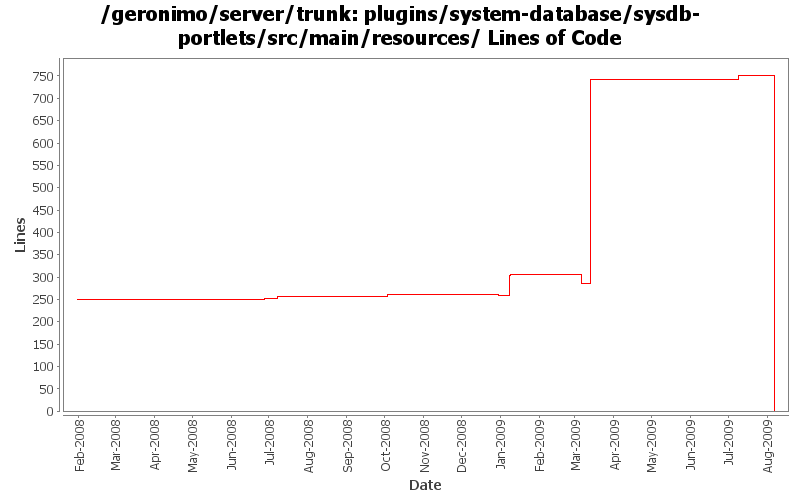 /geronimo/server/trunk: plugins/system-database/sysdb-
portlets/src/main/resources/ Lines of Code
750
700
650
600
550
500
450
400
350
300
250
200
150
100
50
0
Lines
Feb-2008
Mar-2008
Apr-2008
May-2008
Jun-2008
Jul-2008
Aug-2008
Sep-2008
Oct-2008
Nov-2008
Dec-2008
Jan-2009
Feb-2009
Mar-2009
Apr-2009
May-2009
Jun-2009
Jul-2009
Aug-2009
Date